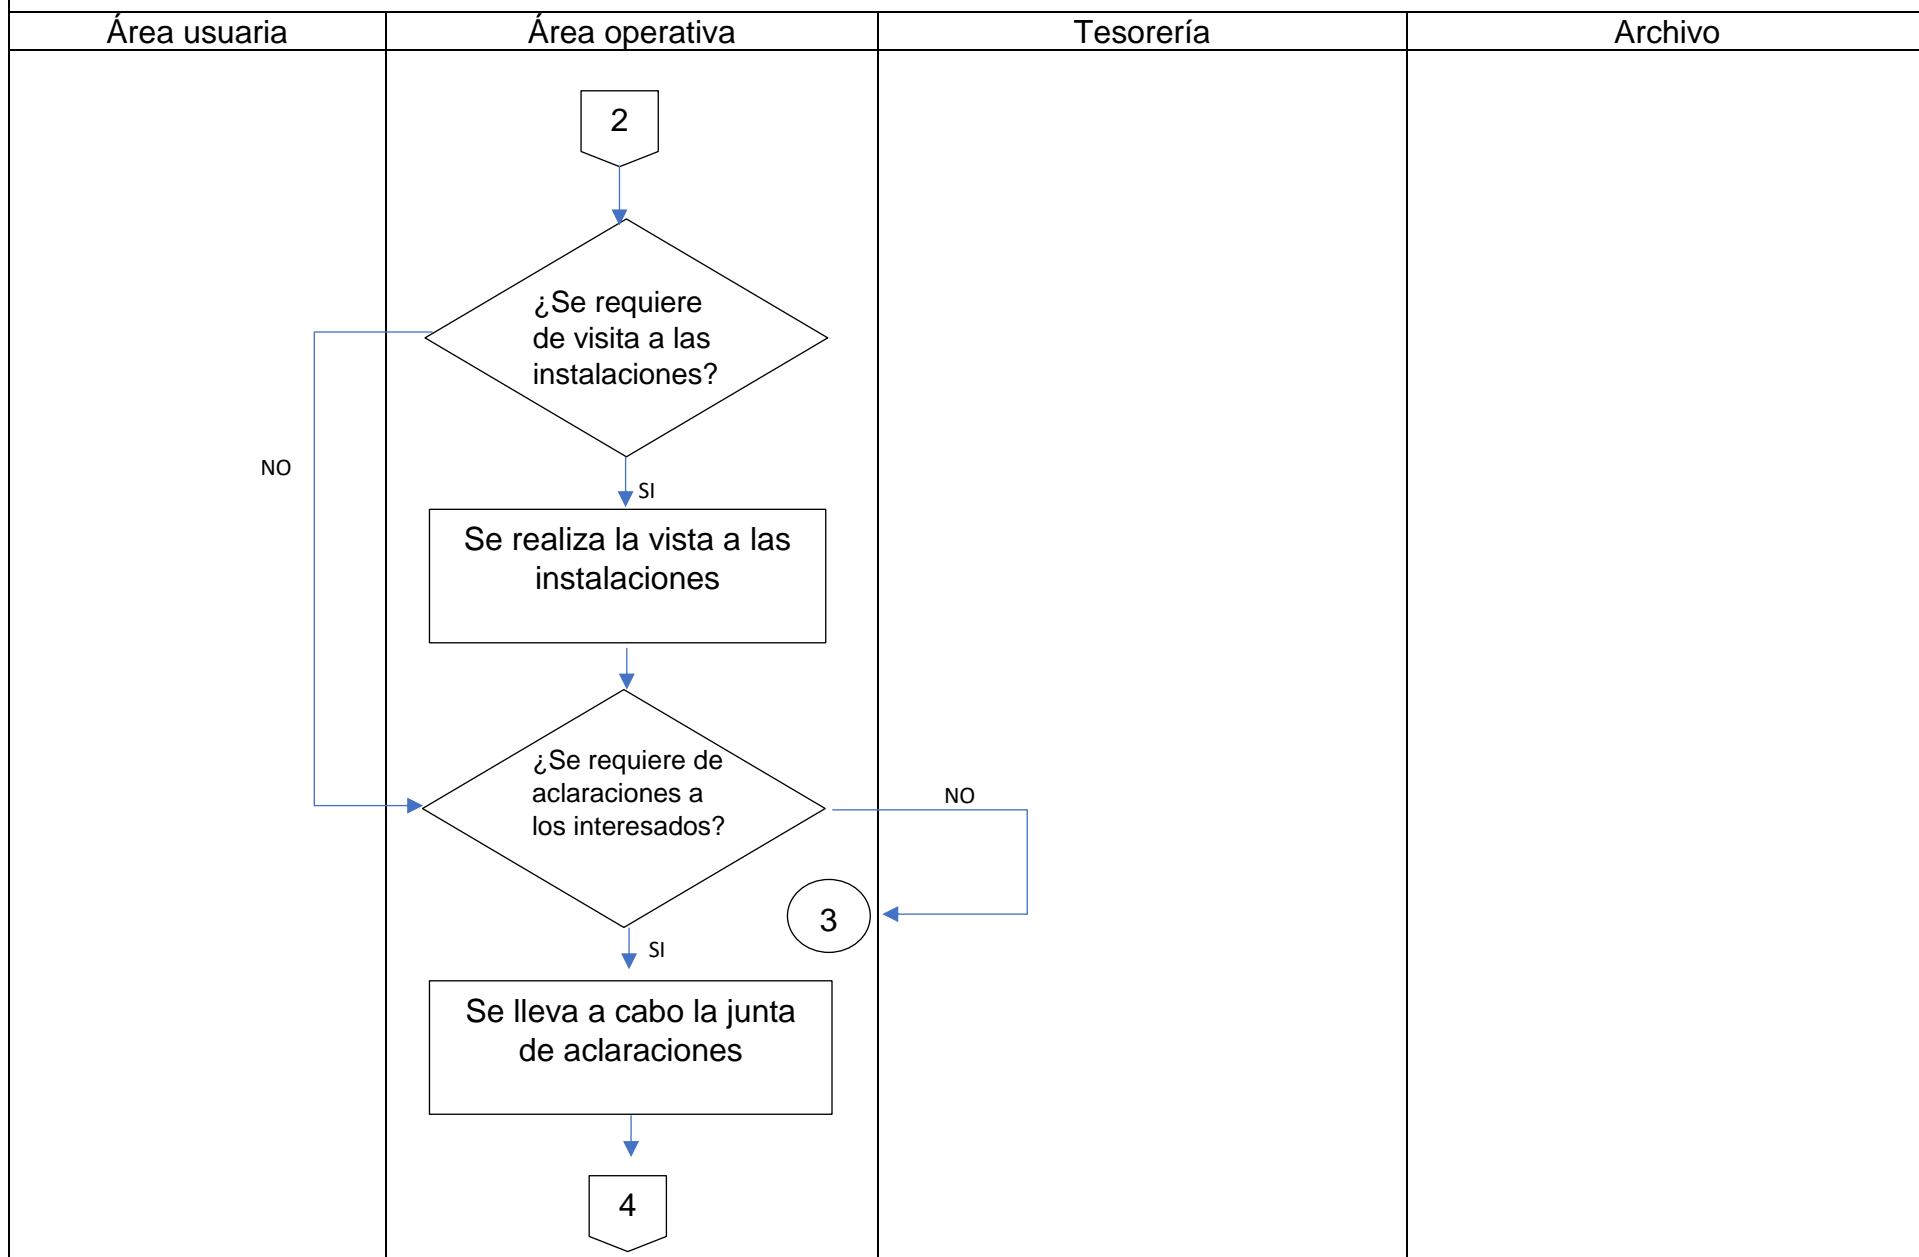 Área usuaria
Área operativa
Tesorería
Archivo
2
¿Se requiere
de visita a las
instalaciones?
NO
SI
Se realiza la vista a las
instalaciones
¿Se requiere de
aclaraciones a
los interesados?
NO
3
SI
Se lleva a cabo la junta
de aclaraciones
4